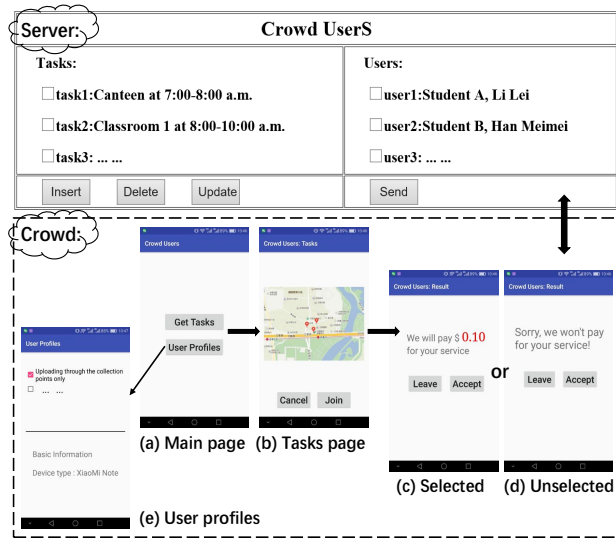 Server:
Crowd UserS
Tasks:
task1:Canteen at 7:00-8:00 a.m.
task2:Classroom 1 at 8:00-10:00 a.m.
task3: ... ...
Insert Delete Update
Users:
user1:Student A, Li Lei
user2:Student B, Han Meimei
user3: ... ...
Send
Crowd:
Crowd Users
Get Tasks
User Profiles
(a) Main page
Crowd Users: Tasks
Cancel Join
(b) Tasks page
Crowd Users: Result
We will pay $ 0.10
for your service
Leave Accept
(c) Selected
or
Crowd Users: Result
Sorry, we won't pay
for your service!
Leave Accept
(d) Unselected
User Profiles
Uploading through the collection
points only
... ...
Basic Information
Device type : XiaoMi Note
(e) User profiles